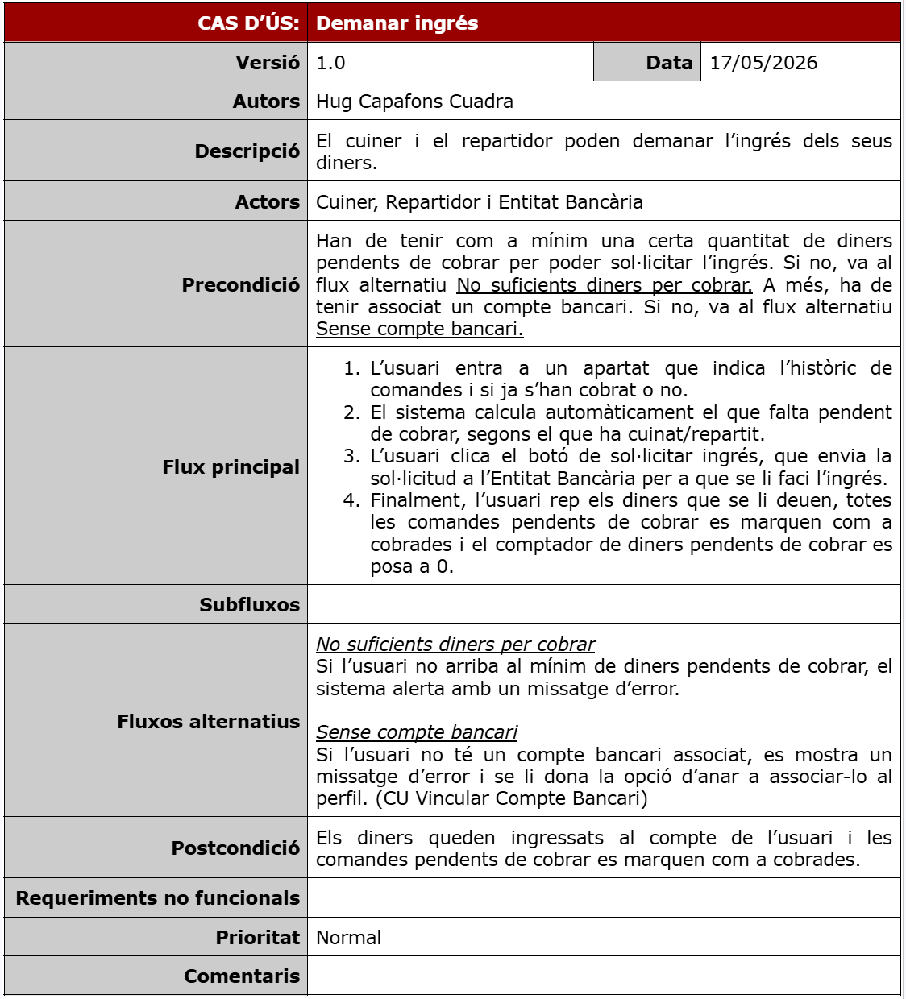 CAS D’ÚS: Demanar ingrés
Versió 1.0 Data 17/05/2026
Autors Hug Capafons Cuadra
Descripció
El cuiner i el repartidor poden demanar l’ingrés dels seus
diners.
Actors Cuiner, Repartidor i Entitat Bancària
Precondició
Han de tenir com a mínim una certa quantitat de diners
pendents de cobrar per poder sol·licitar l’ingrés. Si no, va al
flux alternatiu No suficients diners per cobrar. A més, ha de
tenir associat un compte bancari. Si no, va al flux alternatiu
Sense compte bancari.
Flux principal
1. L’usuari entra a un apartat que indica l’històric de
comandes i si ja s’han cobrat o no.
2. El sistema calcula automàticament el que falta pendent
de cobrar, segons el que ha cuinat/repartit.
3. L’usuari clica el botó de sol·licitar ingrés, que envia la
sol·licitud a l’Entitat Bancària per a que se li faci l’ingrés.
4. Finalment, l’usuari rep els diners que se li deuen, totes
les comandes pendents de cobrar es marquen com a
cobrades i el comptador de diners pendents de cobrar es
posa a 0.
Subfluxos
Fluxos alternatius
No suficients diners per cobrar
Si l’usuari no arriba al mínim de diners pendents de cobrar, el
sistema alerta amb un missatge d’error.
Sense compte bancari
Si l’usuari no té un compte bancari associat, es mostra un
missatge d’error i se li dona la opció d’anar a associar-lo al
perfil. (CU Vincular Compte Bancari)
Postcondició
Els diners queden ingressats al compte de l’usuari i les
comandes pendents de cobrar es marquen com a cobrades.
Requeriments no funcionals
Prioritat Normal
Comentaris